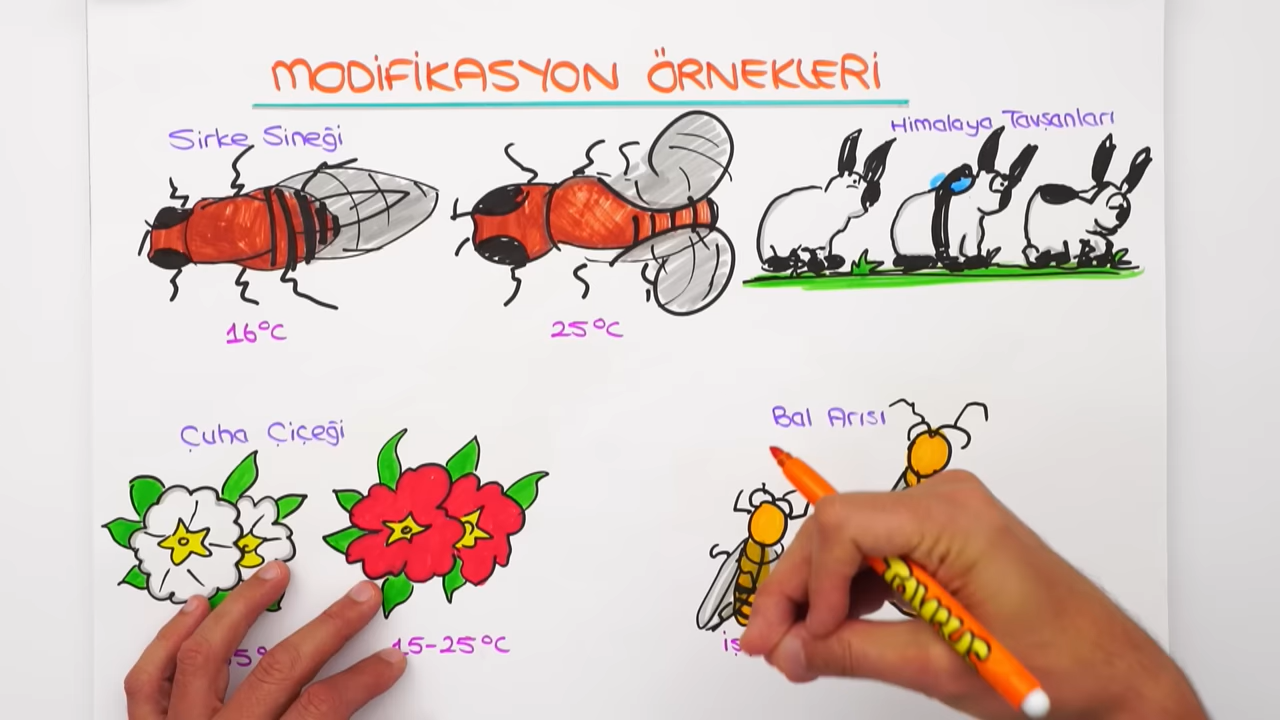 MODİFİKASYON ÖRNEKLERİ
Sirke Sineği
Himalaya Tavşanları
16°C
25°C
Çuha Çiçeği
Bal Arısı
15-25°C